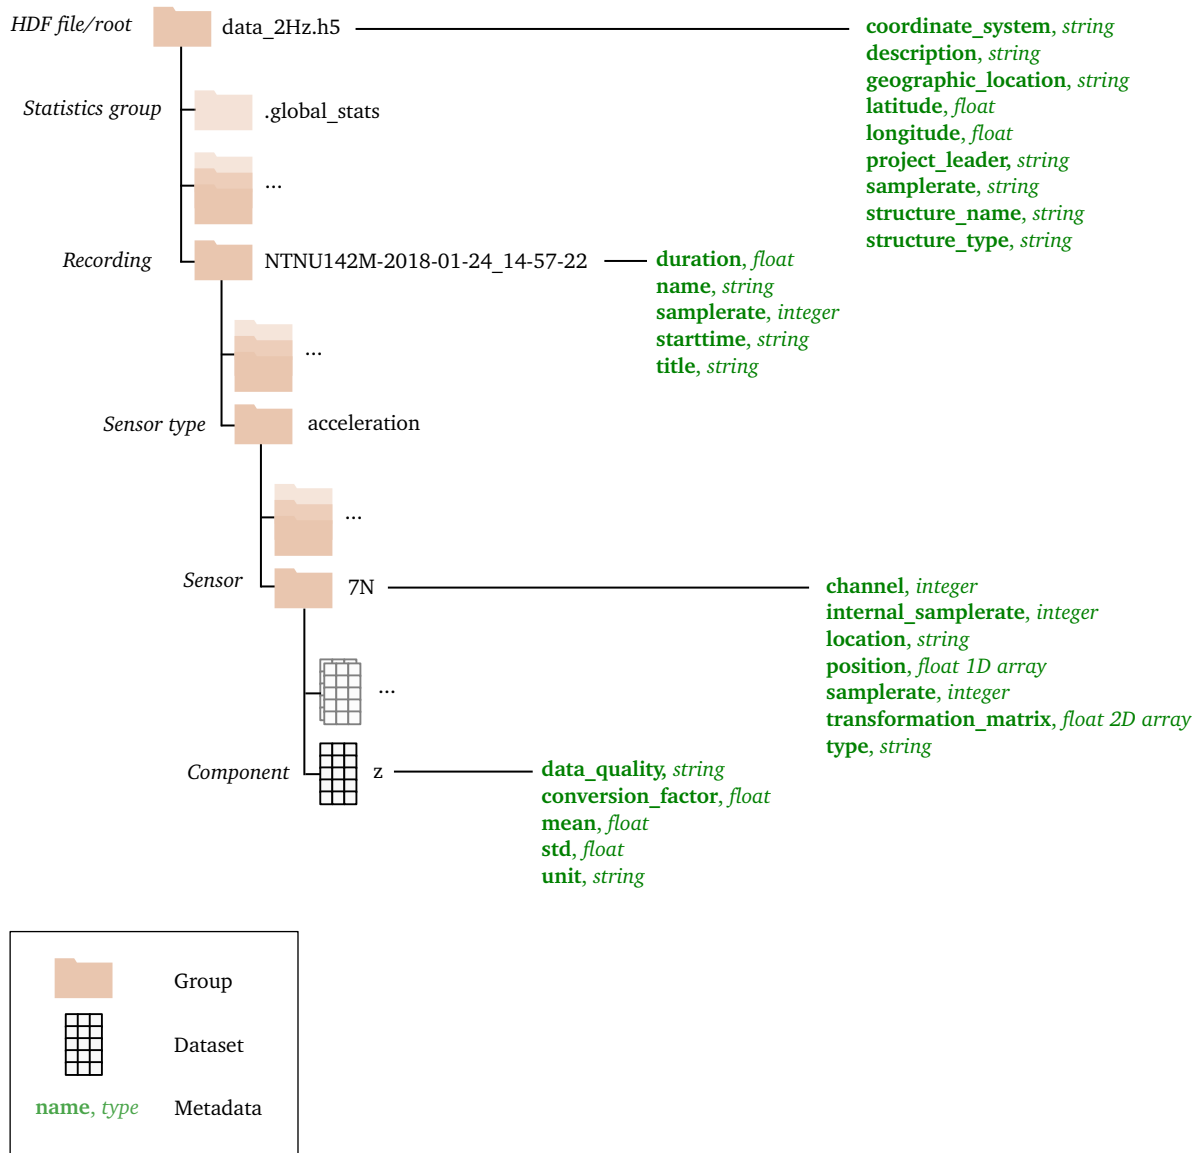 HDF file/root
data_2Hz.h5
coordinate_system, string
description, string
geographic_location, string
latitude, float
longitude, float
project_leader, string
samplerate, string
structure_name, string
structure_type, string
Statistics group
.global_stats
...
Recording
NTNU142M-2018-01-24_14-57-22
duration, float
name, string
samplerate, integer
starttime, string
title, string
...
Sensor type
acceleration
...
Sensor
7N
channel, integer
internal_samplerate, integer
location, string
position, float 1D array
samplerate, integer
transformation_matrix, float 2D array
type, string
...
Component
z
data_quality, string
conversion_factor, float
mean, float
std, float
unit, string
Group
Dataset
name, type
Metadata